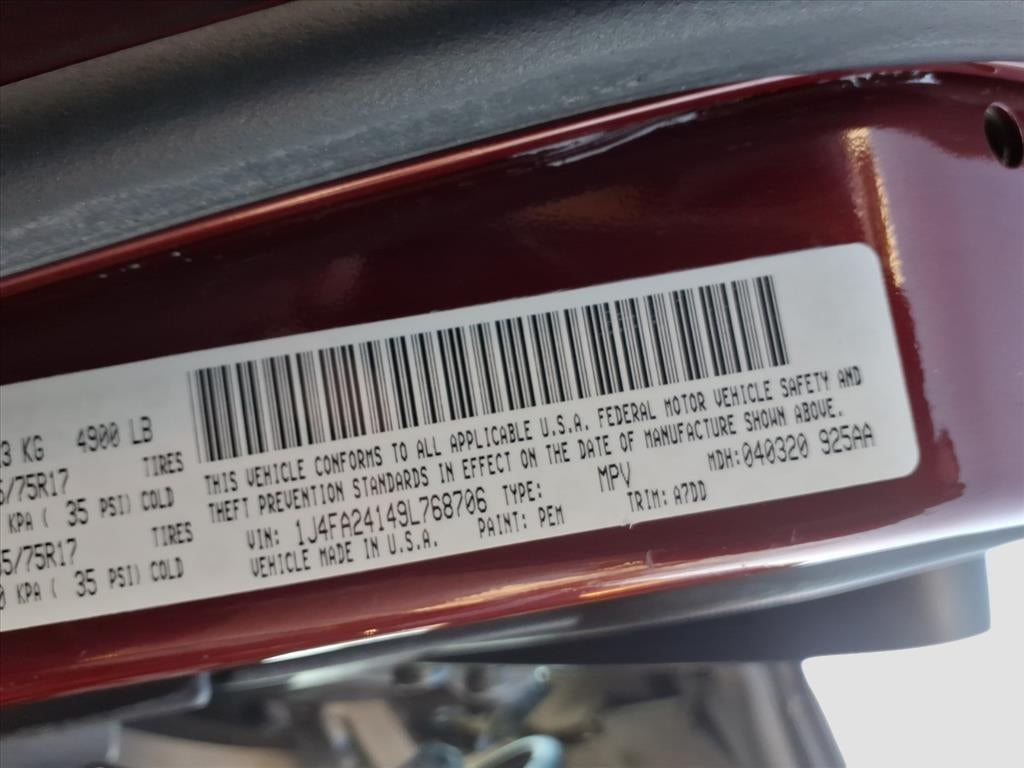 3 KG 4900 LB
TIRES
5/75R17
KPA ( 35 PSI) COLD
TIRES
5/75R17
0 KPA ( 35 PSI) COLD
THIS VEHICLE CONFORMS TO ALL APPLICABLE U.S.A. FEDERAL MOTOR VEHICLE SAFETY AND
THEFT PREVENTION STANDARDS IN EFFECT ON THE DATE OF MANUFACTURE SHOWN ABOVE.
VIN: 1J4FA24149L768706 TYPE: MPV MDH:040320 925AA
VEHICLE MADE IN U.S.A. PAINT: PEM TRIM: A7DD